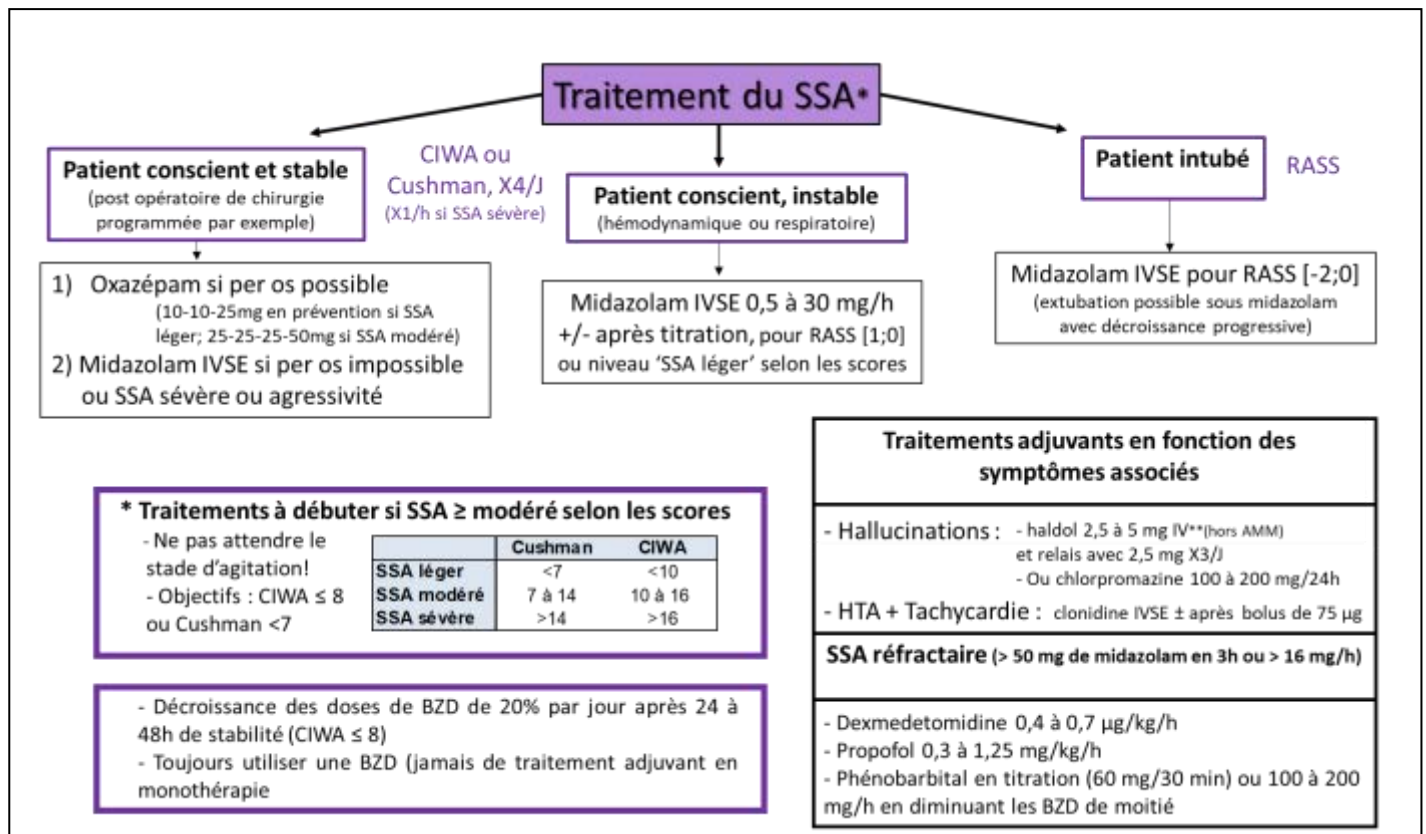 Traitement du SSA*
Patient conscient et stable
(post opératoire de chirurgie
programmée par exemple)
CIWA ou
Cushman, X4/J
(X1/h si SSA sévère)
Patient conscient, instable
(hémodynamique ou respiratoire)
Patient intubé
RASS
1) Oxazépam si per os possible
(10-10-25mg en prévention si SSA
léger; 25-25-25-50mg si SSA modéré)
2) Midazolam IVSE si per os impossible
ou SSA sévère ou agressivité
Midazolam IVSE 0,5 à 30 mg/h
+/- après titration, pour RASS [1;0]
ou niveau ‘SSA léger’ selon les scores
Midazolam IVSE pour RASS [-2;0]
(extubation possible sous midazolam
avec décroissance progressive)
* Traitements à débuter si SSA ≥ modéré selon les scores
- Ne pas attendre le
stade d’agitation!
- Objectifs : CIWA ≤ 8
ou Cushman <7
Cushman CIWA
SSA léger <7 <10
SSA modéré 7 à 14 10 à 16
SSA sévère >14 >16
- Décroissance des doses de BZD de 20% par jour après 24 à
48h de stabilité (CIWA ≤ 8)
- Toujours utiliser une BZD (jamais de traitement adjuvant en
monothérapie
Traitements adjuvants en fonction des
symptômes associés
- Hallucinations : - haldol 2,5 à 5 mg IV**(hors AMM)
et relais avec 2,5 mg X3/J
- Ou chlorpromazine 100 à 200 mg/24h
- HTA + Tachycardie : clonidine IVSE ± après bolus de 75 µg
SSA réfractaire (> 50 mg de midazolam en 3h ou > 16 mg/h)
- Dexmedetomidine 0,4 à 0,7 µg/kg/h
- Propofol 0,3 à 1,25 mg/kg/h
- Phénobarbital en titration (60 mg/30 min) ou 100 à 200
mg/h en diminuant les BZD de moitié